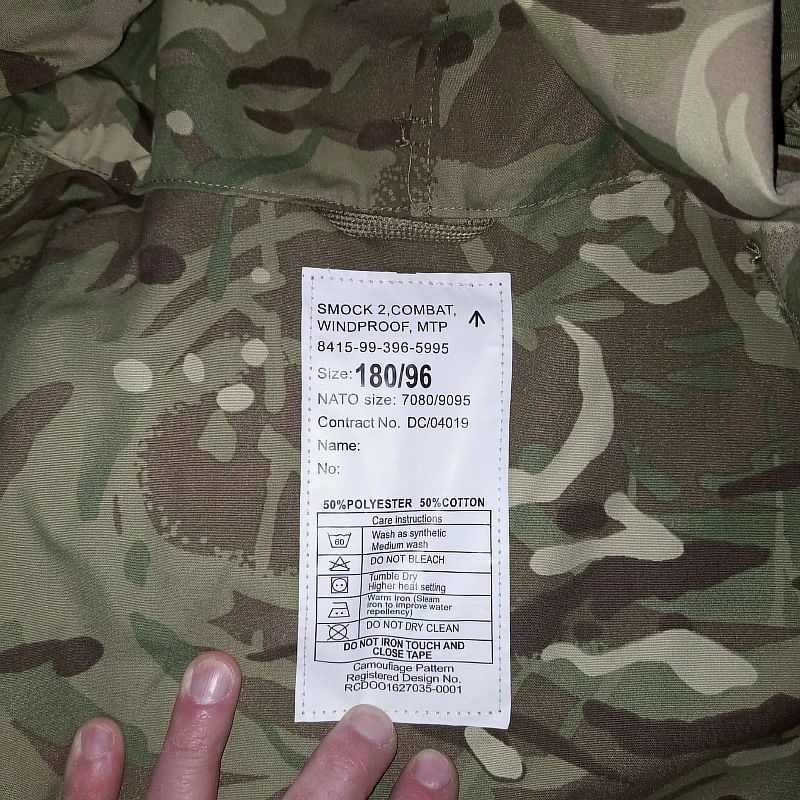 SMOCK 2,COMBAT,
WINDPROOF, MTP
8415-99-396-5995
Size: 180/96
NATO size: 7080/9095
Contract No. DC/04019
Name:
No:
50%POLYESTER 50%COTTON
Care instructions
60
Wash as synthetic
Medium wash
DO NOT BLEACH
Tumble Dry
Higher heat setting
Warm Iron (Steam
iron to improve water
repellency)
DO NOT DRY CLEAN
DO NOT IRON TOUCH AND
CLOSE TAPE
Camouflage Pattern
Registered Design No.
RCDOO1627035-0001